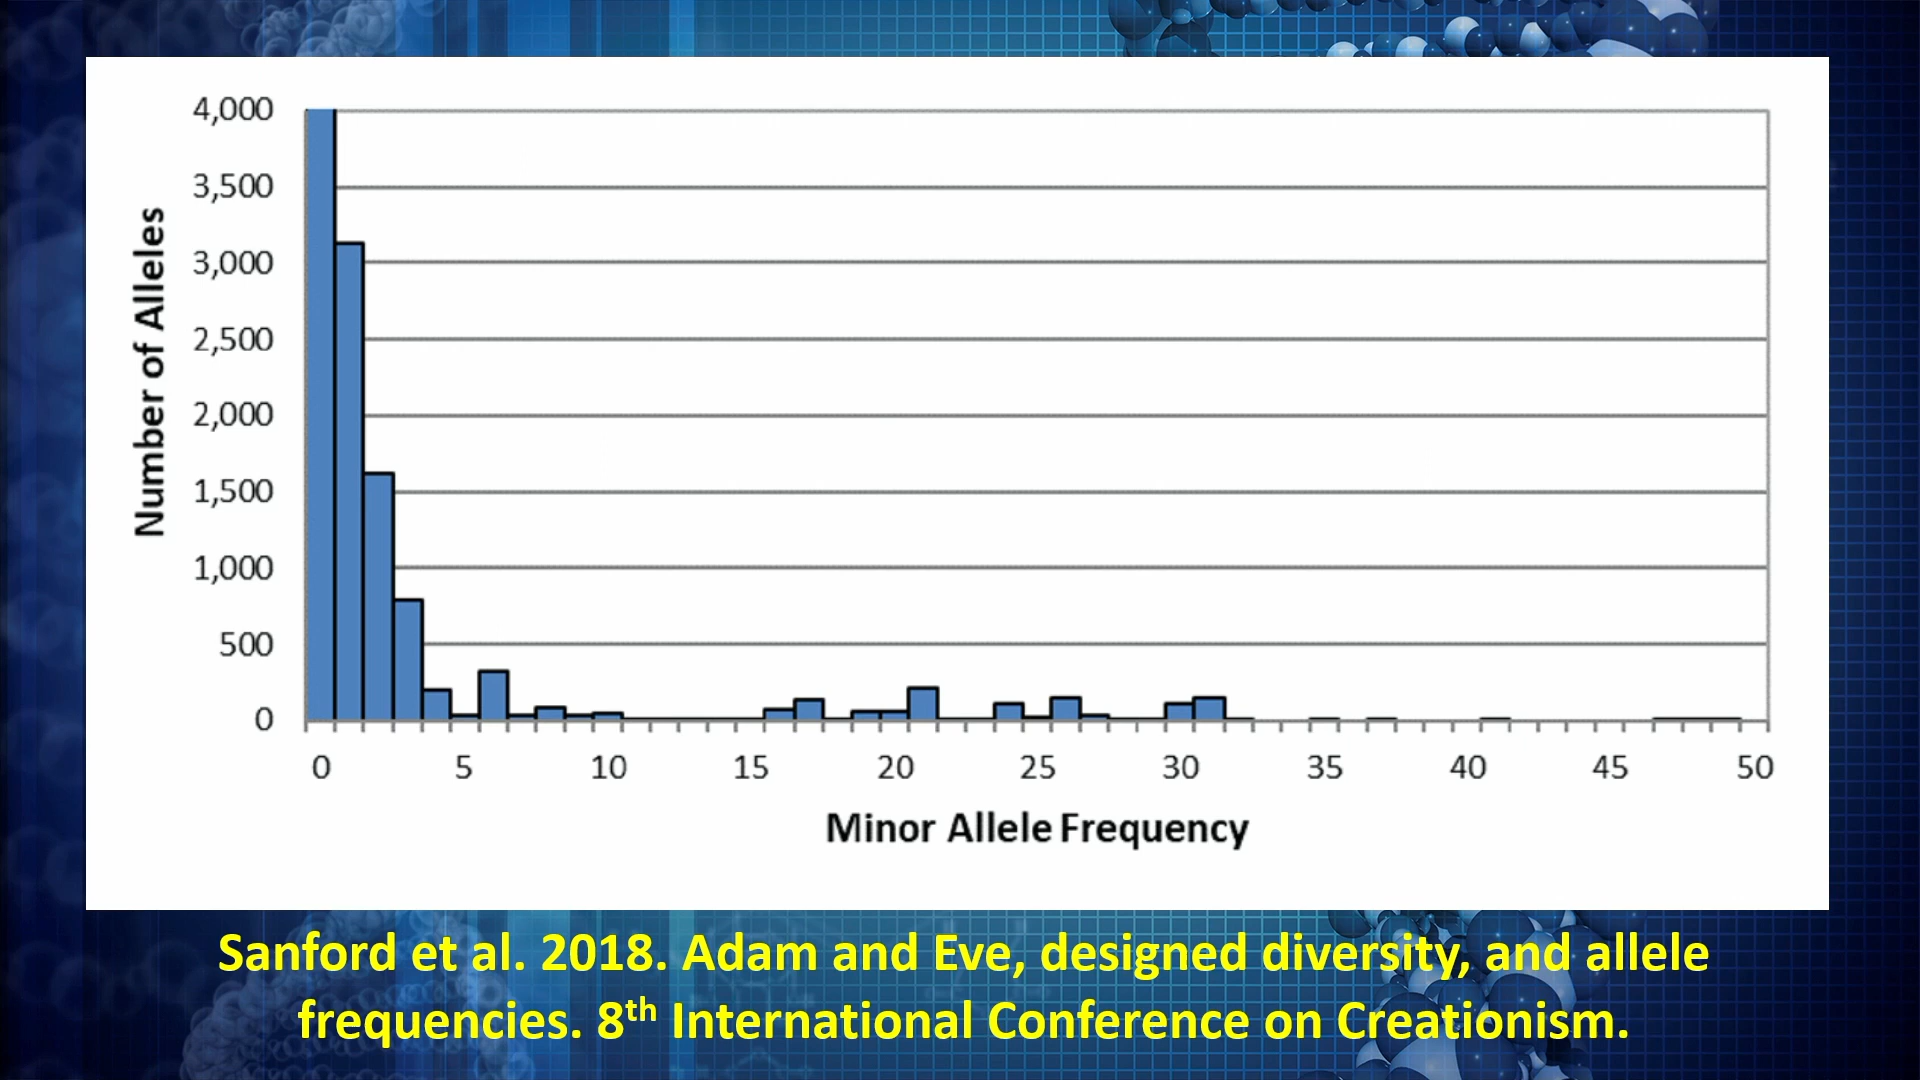 4,000
3,500
3,000
2,500
2,000
1,500
1,000
500
0
Number of Alleles
0 5 10 15 20 25 30 35 40 45 50
Minor Allele Frequency
Sanford et al. 2018. Adam and Eve, designed diversity, and allele
frequencies. 8th International Conference on Creationism.